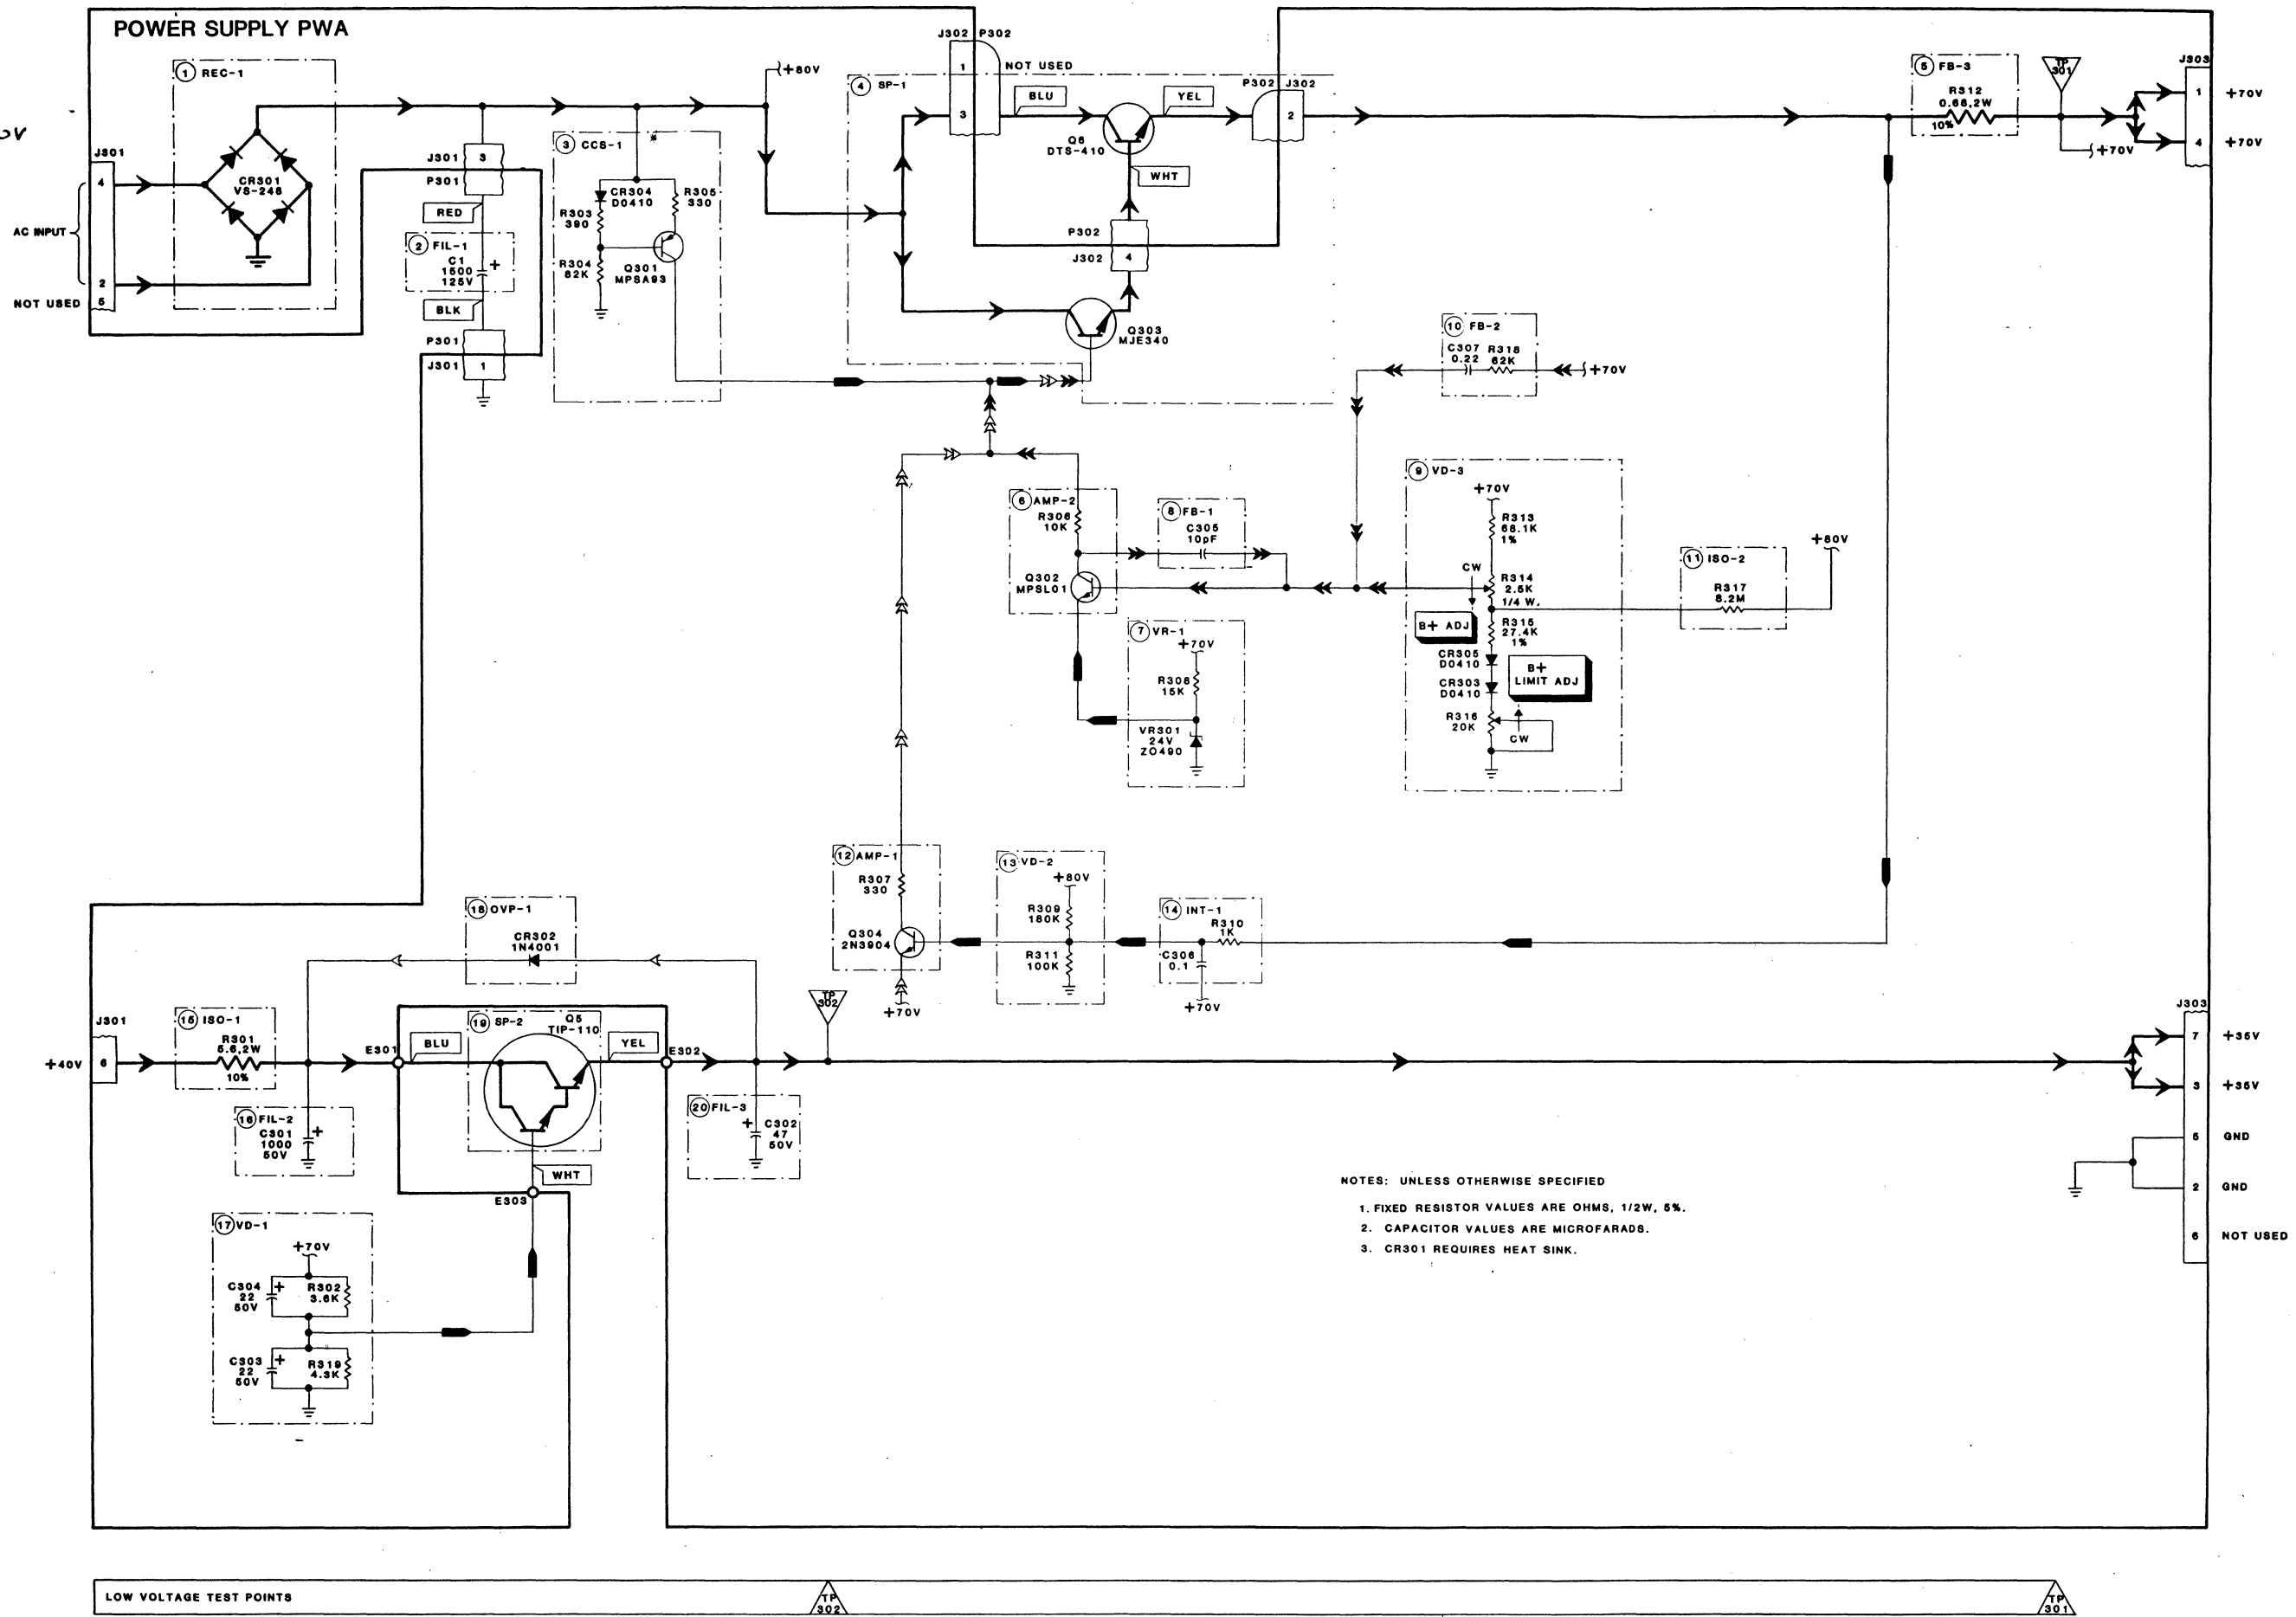 POWER SUPPLY PWA
1 REC-1
CR301
VS-248
J301
4
2
5
AC INPUT
NOT USED
+80V
J301 3
P301
RED
2 FIL-1
C1
1500
125V
+
BLK
P301
J301 1
3 CCS-1
*
CR304
D0410
R303
390
R304
82K
R305
330
Q301
MPSA93
4 SP-1
J302 P302
1
NOT USED
3
BLU
YEL
Q6
DTS-410
WHT
P302 J302
2
P302
J302 4
Q303
MJE340
5 FB-3
R312
0.68,2W
10%
TP
301
+70V
J303
1 +70V
4 +70V
10 FB-2
C307 R318
0.22 62K
+70V
6 AMP-2
R306
10K
Q302
MPSL01
8 FB-1
C305
10pF
7 VR-1
+70V
R308
15K
VR301
24V
ZO490
9 VD-3
+70V
R313
68.1K
1%
CW
R314
2.5K
1/4 W.
B+ ADJ
R315
27.4K
1%
CR305
D0410
CR303
D0410
B+
LIMIT ADJ
R316
20K
CW
11 ISO-2
R317
8.2M
+80V
12 AMP-1
R307
330
Q304
2N3904
+70V
13 VD-2
+80V
R309
180K
R311
100K
14 INT-1
R310
1K
C306
0.1
+70V
18 OVP-1
CR302
1N4001
J301
+40V 6
15 ISO-1
R301
5.6,2W
10%
16 FIL-2
C301
1000
50V
+
E301
BLU
19 SP-2
Q5
TIP-110
YEL
E302
WHT
E303
TP
302
20 FIL-3
+
C302
47
50V
17 VD-1
+70V
C304
22
50V
+
R302
3.6K
C303
22
50V
+
R319
4.3K
J303
7 +35V
3 +35V
5 GND
2 GND
6 NOT USED
NOTES: UNLESS OTHERWISE SPECIFIED
1. FIXED RESISTOR VALUES ARE OHMS, 1/2W, 5%.
2. CAPACITOR VALUES ARE MICROFARADS.
3. CR301 REQUIRES HEAT SINK.
LOW VOLTAGE TEST POINTS
TP
302
TP
301